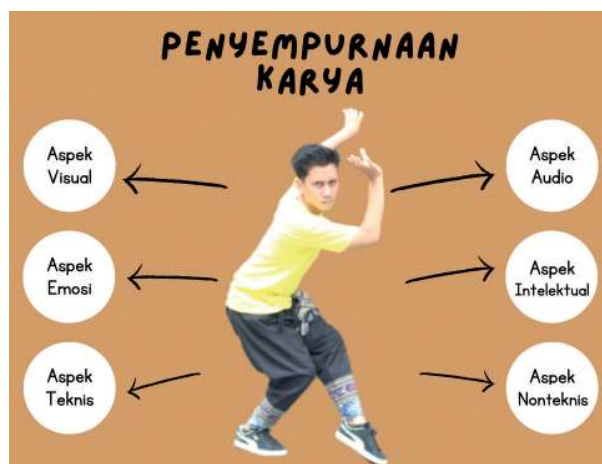 PENYEMPURNAAN
KARYA
Aspek
Visual
Aspek
Audio
Aspek
Emosi
Aspek
Intelektual
Aspek
Teknis
Aspek
Nonteknis